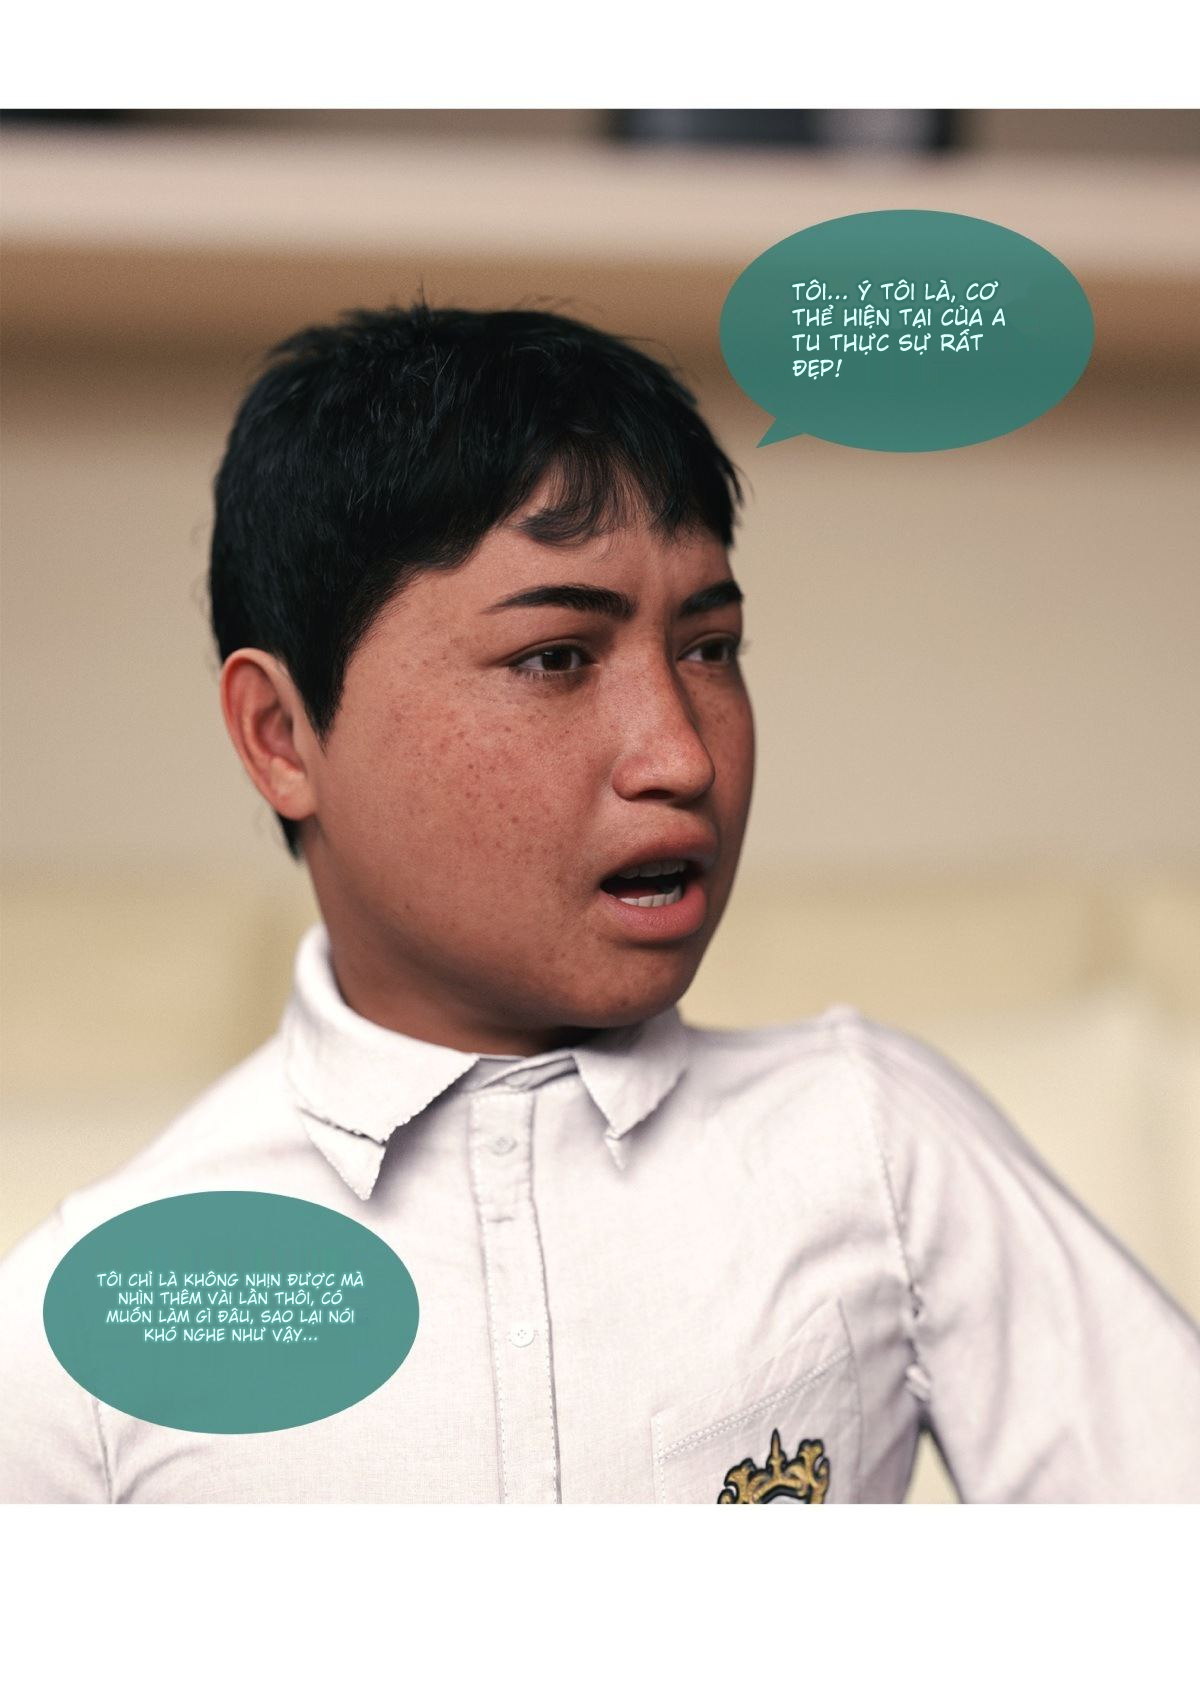 TÔI... Ý TÔI LÀ, CƠ
THỂ HIỆN TẠI CỦA A
TU THỰC SỰ RẤT
ĐẸP!
TÔI CHỈ LÀ KHÔNG NHỊN ĐƯỢC MÀ
NHÌN THÊM VÀI LẦN THÔI, CÓ
MUỐN LÀM GÌ ĐÂU, SAO LẠI NÓI
KHÓ NGHE NHƯ VẬY...